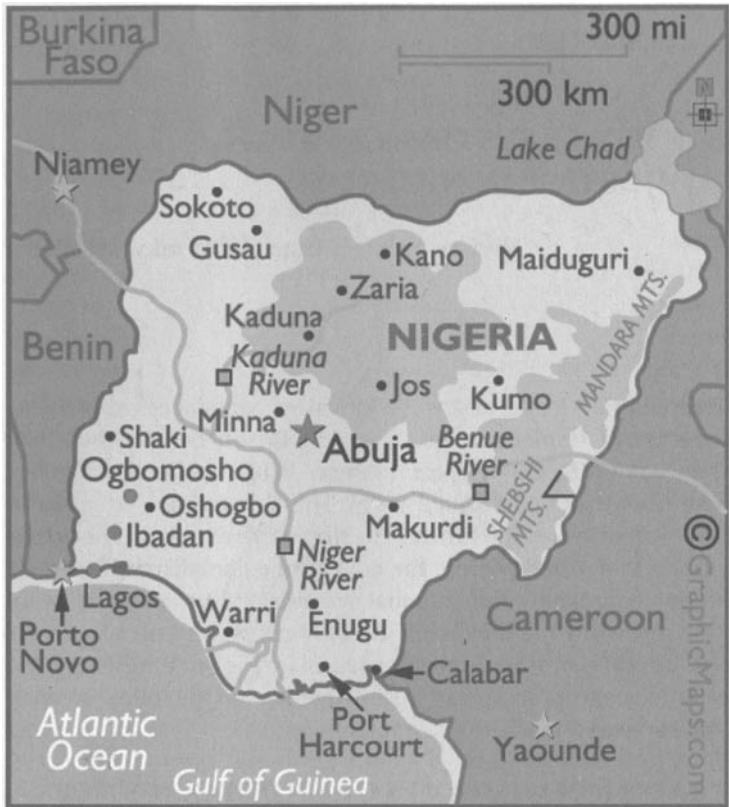 Burkina
Faso
300 mi
300 km
N
Niger
Lake Chad
Niamey
Sokoto
Gusau
Kano
Maiduguri
Zaria
Kaduna
NIGERIA
MANDARA MTS.
Benin
Kaduna
River
Jos
Kumo
Minna
Abuja
Benue
River
Shaki
Ogbomosho
Oshogbo
SHEBSHI
MTS.
Makurdi
Ibadan
Niger
River
Lagos
Porto
Novo
Warri
Enugu
Cameroon
Calabar
Port
Harcourt
Atlantic
Ocean
Yaounde
Gulf of Guinea
© GraphicMaps.com